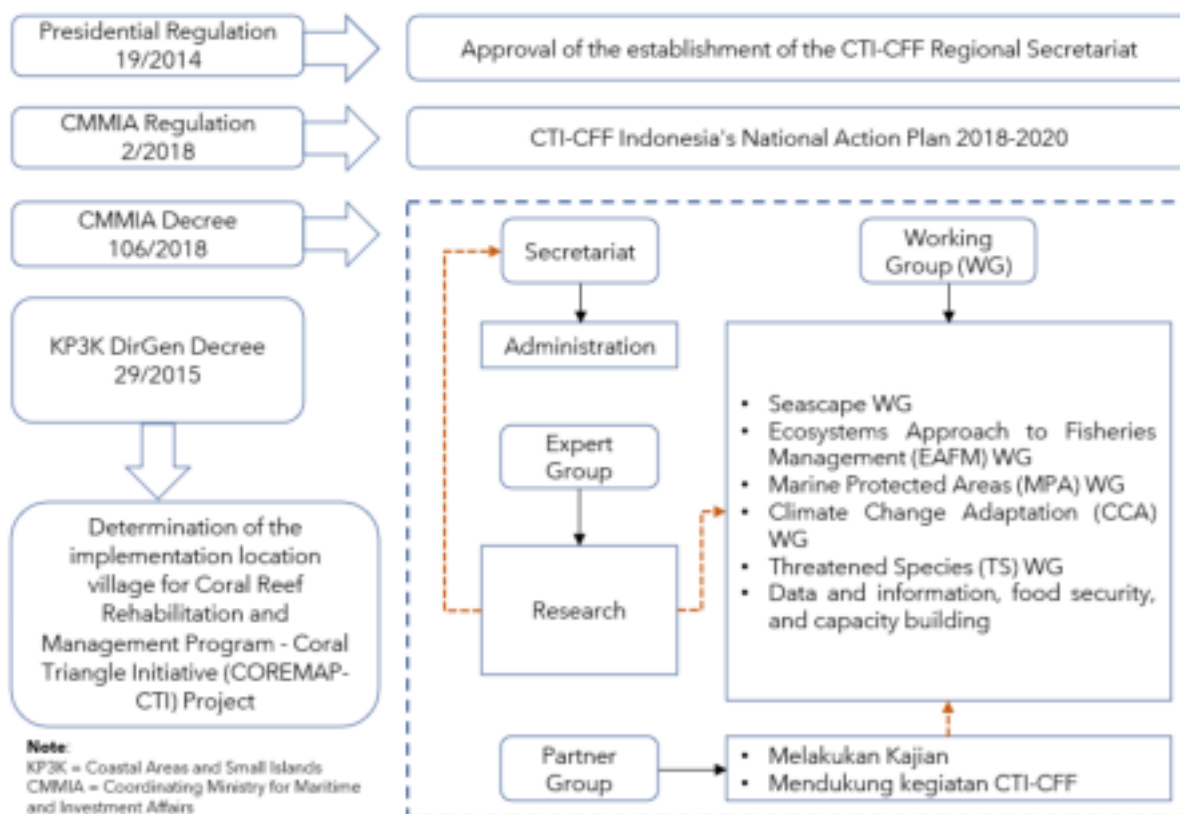 Presidential Regulation
19/2014
Approval of the establishment of the CTI-CFF Regional Secretariat
CMMIA Regulation
2/2018
CTI-CFF Indonesia's National Action Plan 2018-2020
CMMIA Decree
106/2018
KP3K DirGen Decree
29/2015
Determination of the
implementation location
village for Coral Reef
Rehabilitation and
Management Program - Coral
Triangle Initiative (COREMAP-
CTI) Project
Note:
KP3K = Coastal Areas and Small Islands
CMMIA = Coordinating Ministry for Maritime
and Investment Affairs
Secretariat
Administration
Expert
Group
Research
Working
Group (WG)
• Seascape WG
• Ecosystems Approach to Fisheries
Management (EAFM) WG
• Marine Protected Areas (MPA) WG
• Climate Change Adaptation (CCA)
WG
• Threatened Species (TS) WG
• Data and information, food security,
and capacity building
Partner
Group
• Melakukan Kajian
• Mendukung kegiatan CTI-CFF